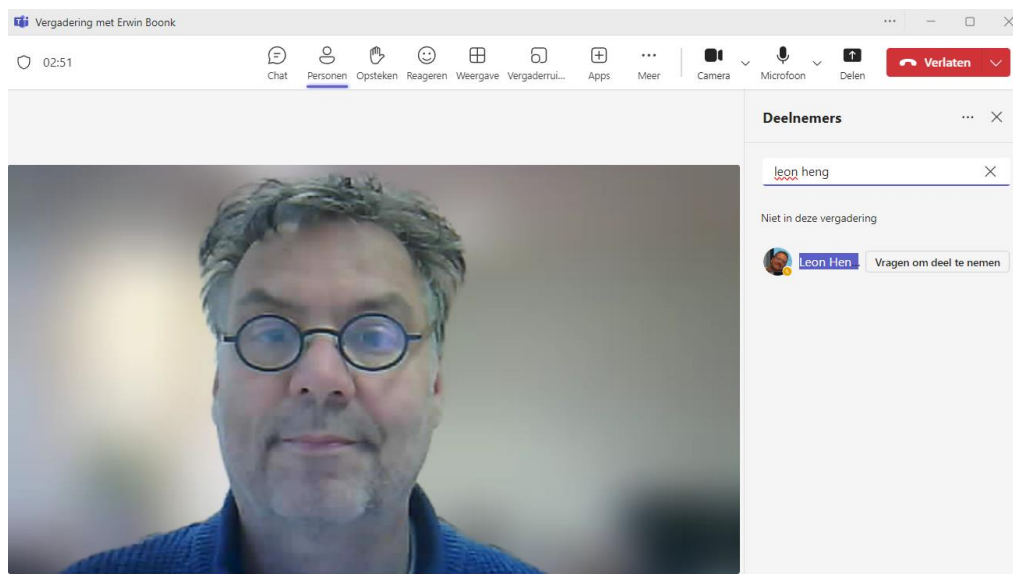 Vergadering met Erwin Boonk
02:51
Chat Personen Opsteken Reageren Weergave Vergaderrui... Apps Meer Camera Microfoon Delen Verlaten
Deelnemers
leon heng
Niet in deze vergadering
Leon Hen . Vragen om deel te nemen